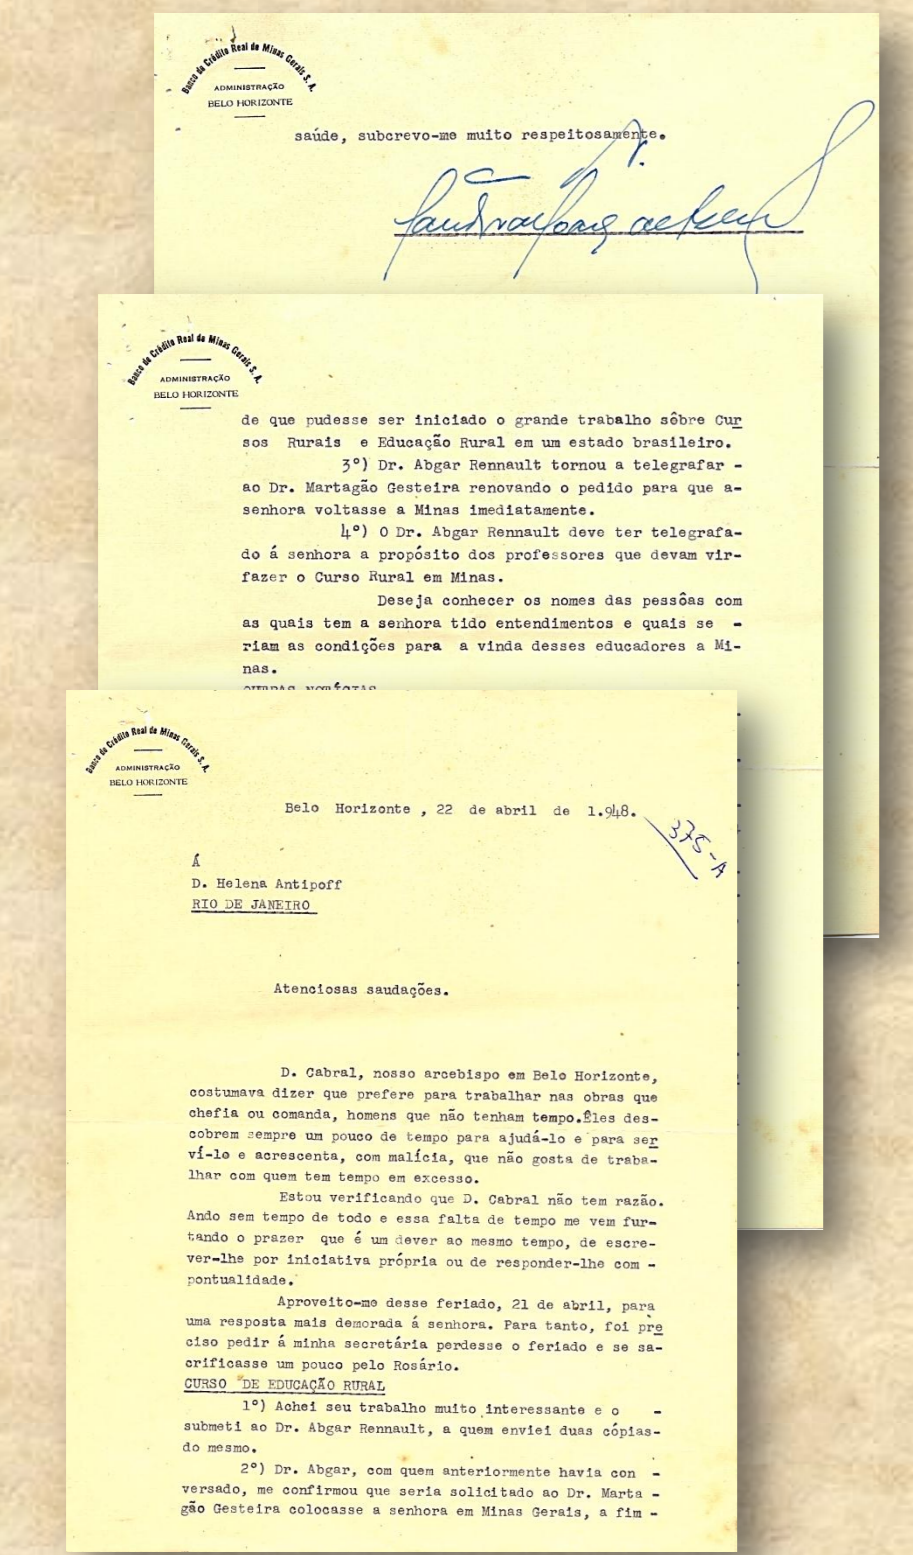 Banco de Crédito Real de Minas Gerais S. A.
ADMINISTRAÇÃO
BELO HORIZONTE
saúde, subcrevo-me muito respeitosamente.
Banco de Crédito Real de Minas Gerais S. A.
ADMINISTRAÇÃO
BELO HORIZONTE
de que pudesse ser iniciado o grande trabalho sôbre Cur
sos Rurais e Educação Rural em um estado brasileiro.
3º) Dr. Abgar Rennault tornou a telegrafar -
ao Dr. Martagão Gesteira renovando o pedido para que a-
senhora voltasse a Minas imediatamente.
4º) O Dr. Abgar Rennault deve ter telegrafa-
do á senhora a propósito dos professores que devam vir-
fazer o Curso Rural em Minas.
Deseja conhecer os nomes das pessôas com
as quais tem a senhora tido entendimentos e quais se -
riam as condições para a vinda desses educadores a Mi-
nas.
OUTRAS NOTÍCIAS
Banco de Crédito Real de Minas Gerais S. A.
ADMINISTRAÇÃO
BELO HORIZONTE
Belo Horizonte , 22 de abril de 1.948.
375-A
Á
D. Helena Antipoff
RIO DE JANEIRO
Atenciosas saudações.
D. Cabral, nosso arcebispo em Belo Horizonte,
costumava dizer que prefere para trabalhar nas obras que
chefia ou comanda, homens que não tenham tempo.Êles des-
cobrem sempre um pouco de tempo para ajudá-lo e para ser
ví-lo e acrescenta, com malícia, que não gosta de traba-
lhar com quem tem tempo em excesso.
Estou verificando que D. Cabral não tem razão.
Ando sem tempo de todo e essa falta de tempo me vem fur-
tando o prazer que é um dever ao mesmo tempo, de escre-
ver-lhe por iniciativa própria ou de responder-lhe com -
pontualidade.
Aproveito-me desse feriado, 21 de abril, para
uma resposta mais demorada á senhora. Para tanto, foi pre
ciso pedir á minha secretária perdesse o feriado e se sa-
crificasse um pouco pelo Rosário.
CURSO DE EDUCAÇÃO RURAL
1º) Achei seu trabalho muito interessante e o -
submeti ao Dr. Abgar Rennault, a quem enviei duas cópias-
do mesmo.
2º) Dr. Abgar, com quem anteriormente havia con -
versado, me confirmou que seria solicitado ao Dr. Marta -
gão Gesteira colocasse a senhora em Minas Gerais, a fim -